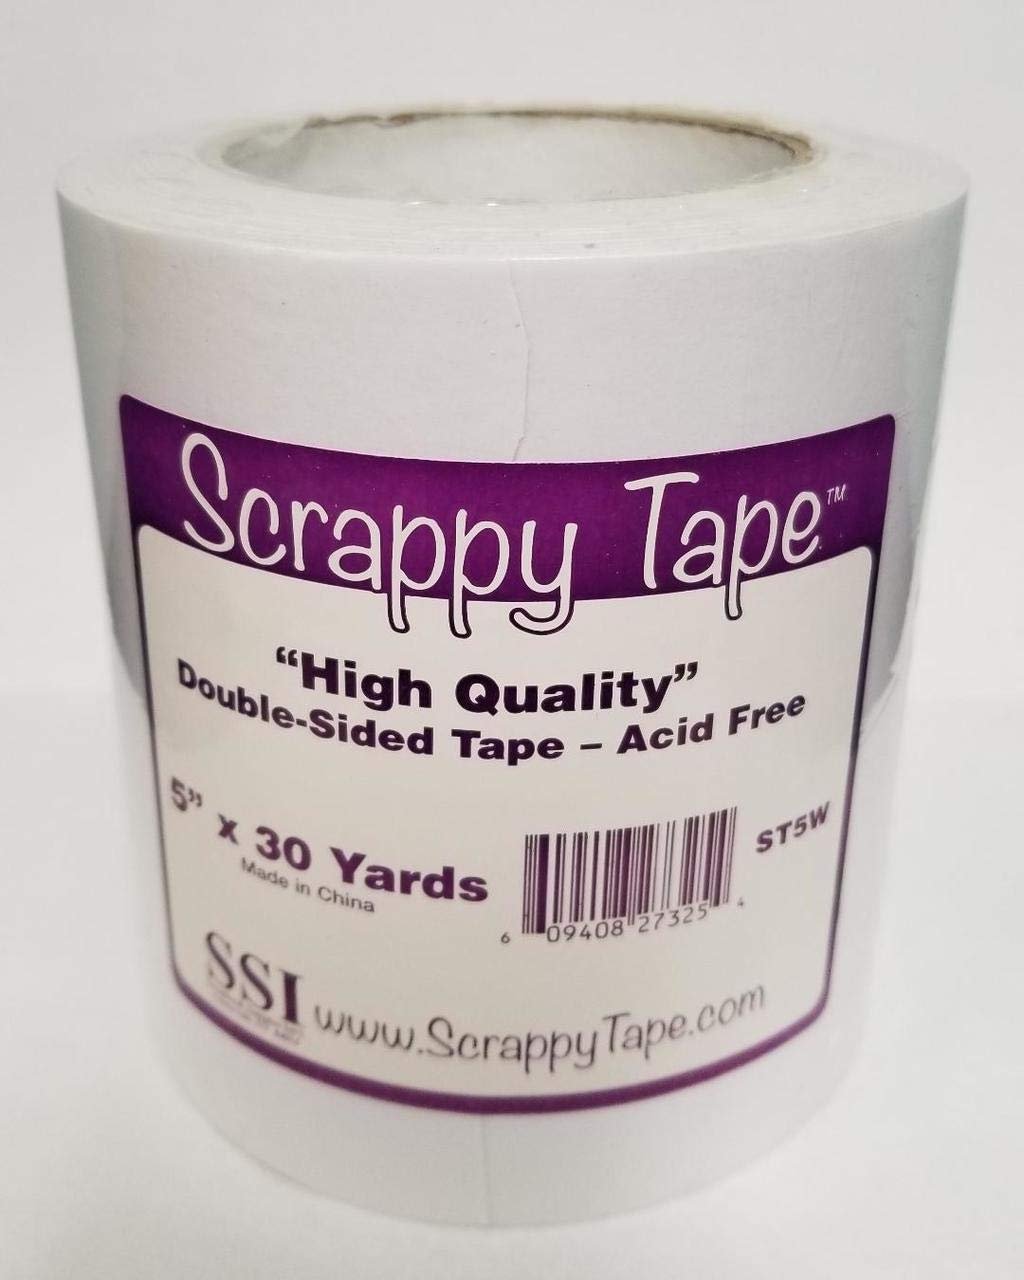 Scrappy Tape™
“High Quality”
Double-Sided Tape – Acid Free
5” x 30 Yards
Made in China
ST5W
6 09408 27325 4
SSI
www.ScrappyTape.com